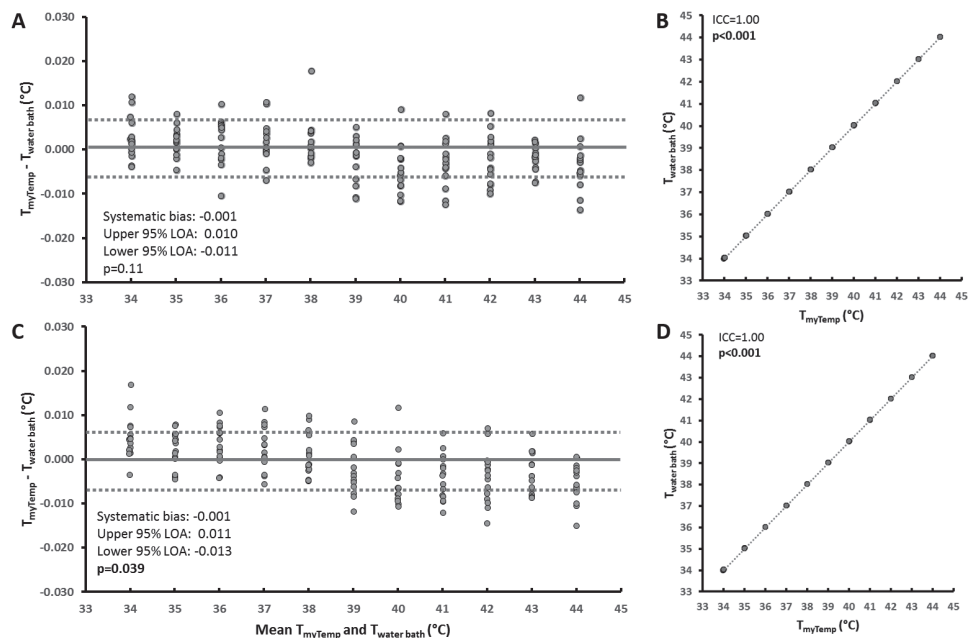 A
0.030
0.020
0.010
0.000
-0.010
-0.020
-0.030
TmyTemp - Twater bath (°C)
Systematic bias: -0.001
Upper 95% LOA: 0.010
Lower 95% LOA: -0.011
p=0.11
33 34 35 36 37 38 39 40 41 42 43 44 45
B
ICC=1.00
p<0.001
45
44
43
42
41
40
39
38
37
36
35
34
33
Twater bath (°C)
33 34 35 36 37 38 39 40 41 42 43 44 45
TmyTemp (°C)
C
0.030
0.020
0.010
0.000
-0.010
-0.020
-0.030
TmyTemp - Twater bath (°C)
Systematic bias: -0.001
Upper 95% LOA: 0.011
Lower 95% LOA: -0.013
p=0.039
33 34 35 36 37 38 39 40 41 42 43 44 45
Mean TmyTemp and Twater bath (°C)
D
ICC=1.00
p<0.001
45
44
43
42
41
40
39
38
37
36
35
34
33
Twater bath (°C)
33 34 35 36 37 38 39 40 41 42 43 44 45
TmyTemp (°C)